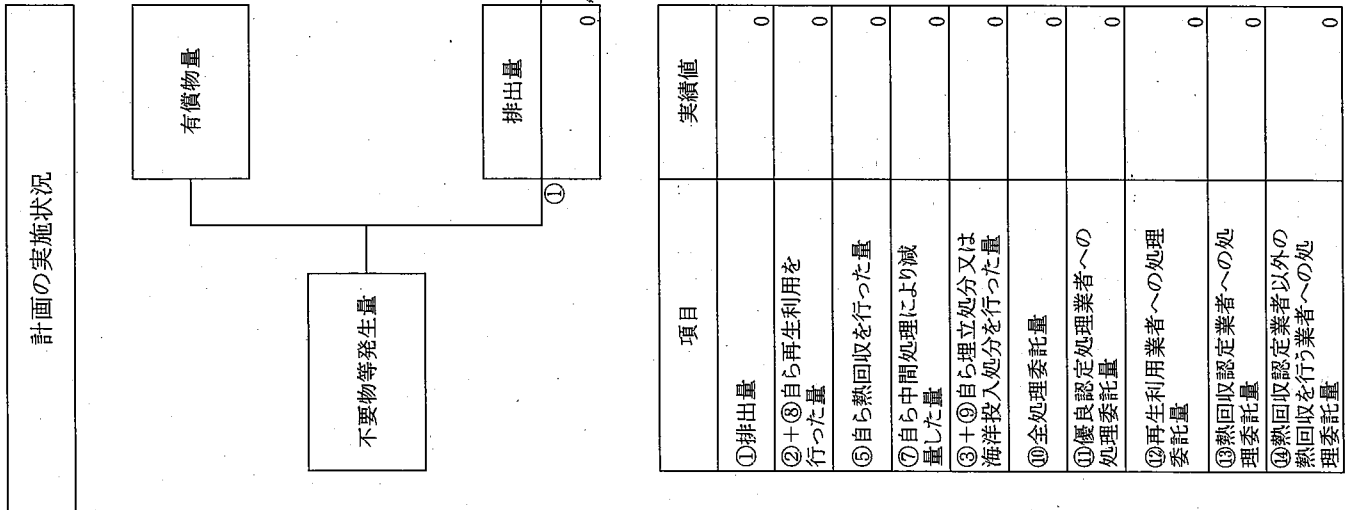 計画の実施状況
不要物等発生量
有償物量
排出量
①
0
項目
実績値
①排出量
0
②+⑧自ら再生利用を
行った量
0
⑤自ら熱回収を行った量
0
⑦自ら中間処理により減
量した量
0
③+⑨自ら埋立処分又は
海洋投入処分を行った量
0
⑩全処理委託量
0
⑪優良認定処理業者への
処理委託量
0
⑫再生利用業者への処理
委託量
0
⑬熱回収認定業者への処
理委託量
0
⑭熱回収認定業者以外の
熱回収を行う業者への処
理委託量
0